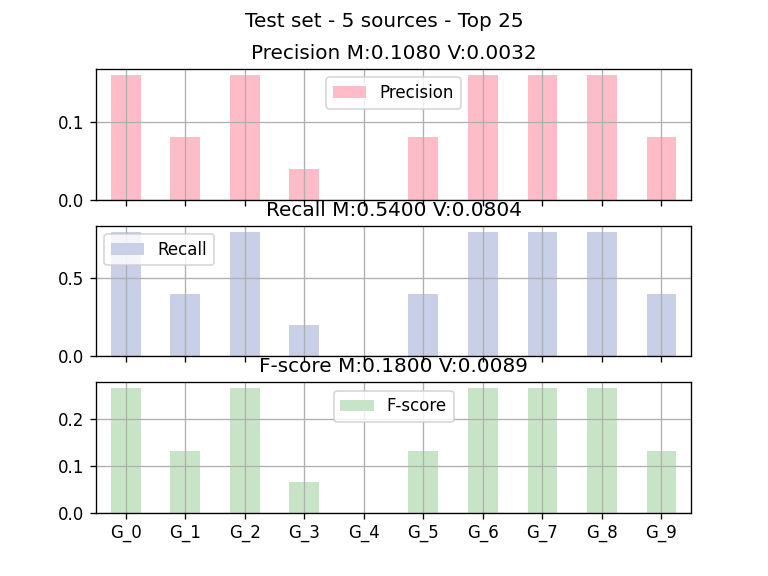 Test set - 5 sources - Top 25
Precision M:0.1080 V:0.0032
Precision
0.1
0.0
Recall M:0.5400 V:0.0804
Recall
0.5
0.0
F-score M:0.1800 V:0.0089
F-score
0.2
0.1
0.0
G_0 G_1 G_2 G_3 G_4 G_5 G_6 G_7 G_8 G_9